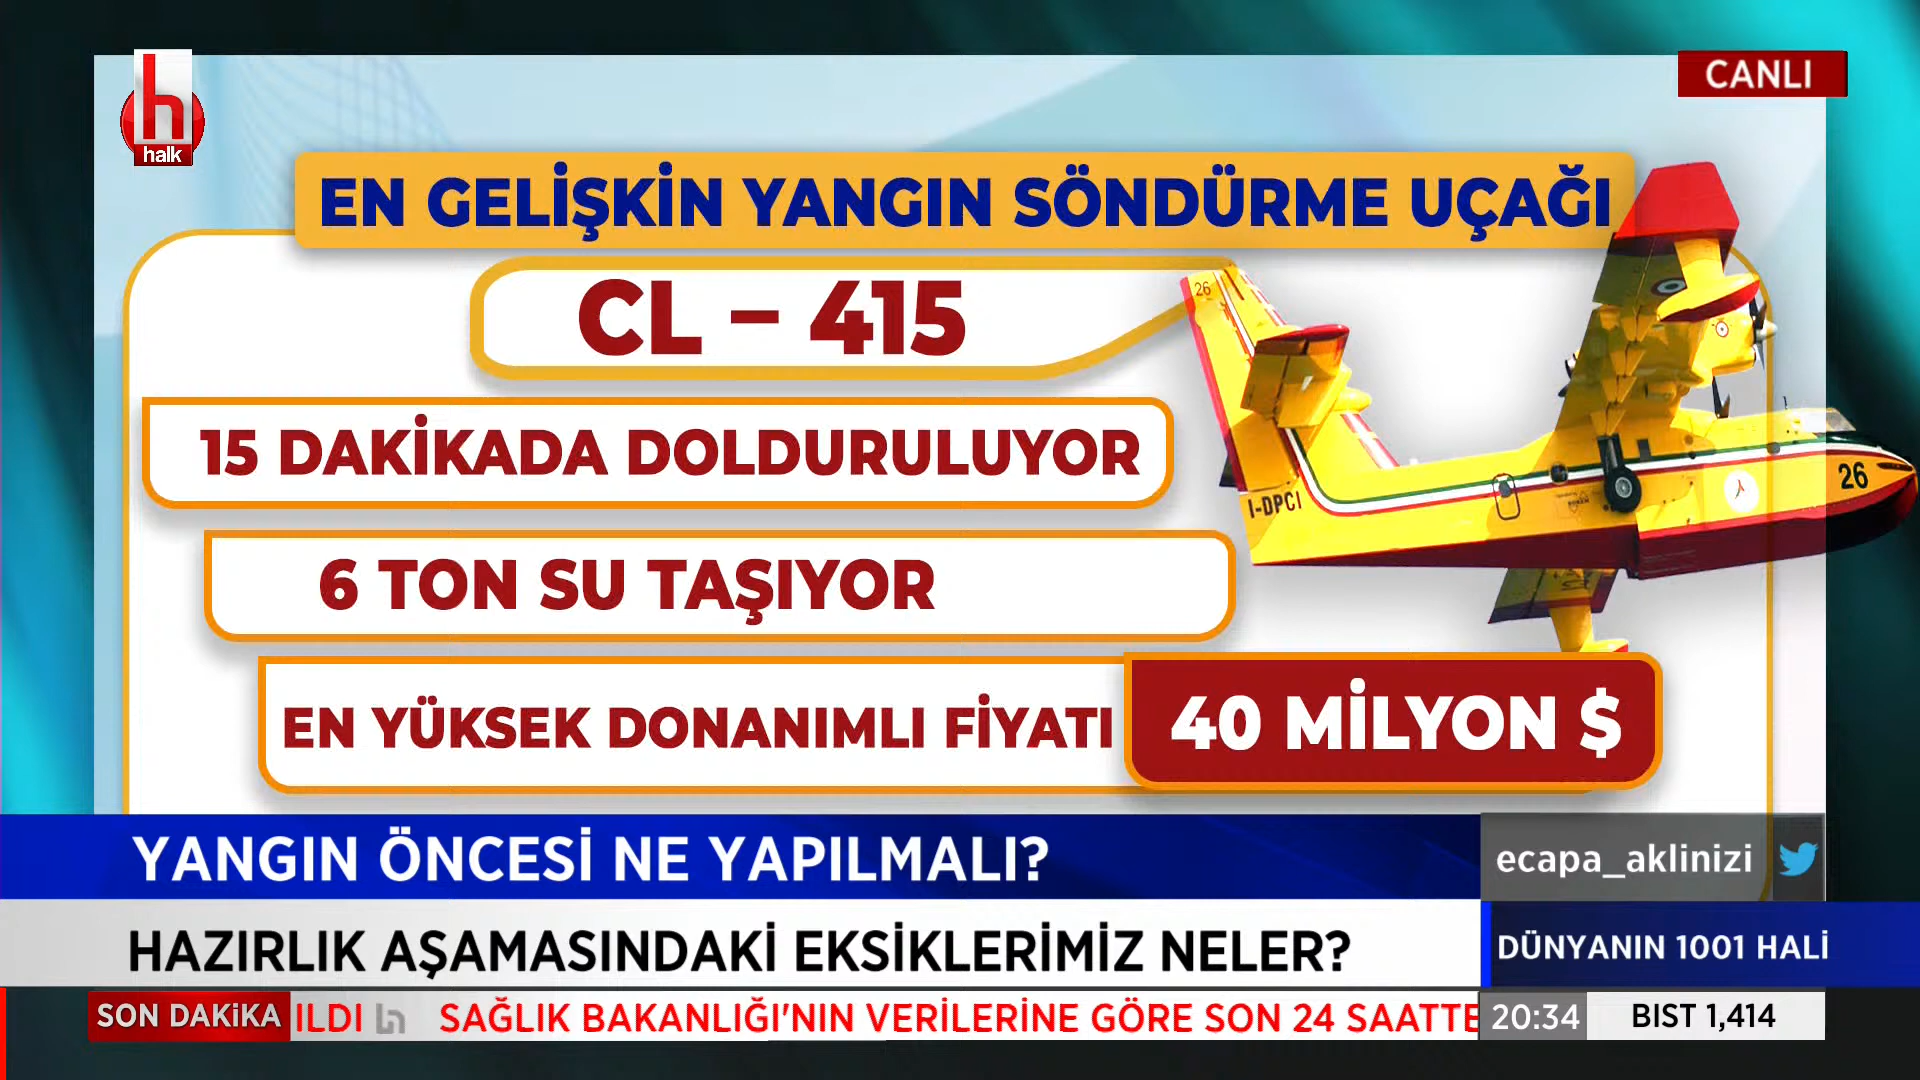 h
halk
CANLI
EN GELİŞKİN YANGIN SÖNDÜRME UÇAĞI
CL – 415
26
15 DAKİKADA DOLDURULUYOR
I-DPCI
26
6 TON SU TAŞIYOR
EN YÜKSEK DONANIMLI FİYATI
40 MİLYON $
YANGIN ÖNCESİ NE YAPILMALI?
ecapa_aklinizi
HAZIRLIK AŞAMASINDAKİ EKSİKLERİMİZ NELER?
DÜNYANIN 1001 HALİ
SON DAKİKA
ILDI h SAĞLIK BAKANLIĞI'NIN VERİLERİNE GÖRE SON 24 SAATTE
20:34
BIST 1,414